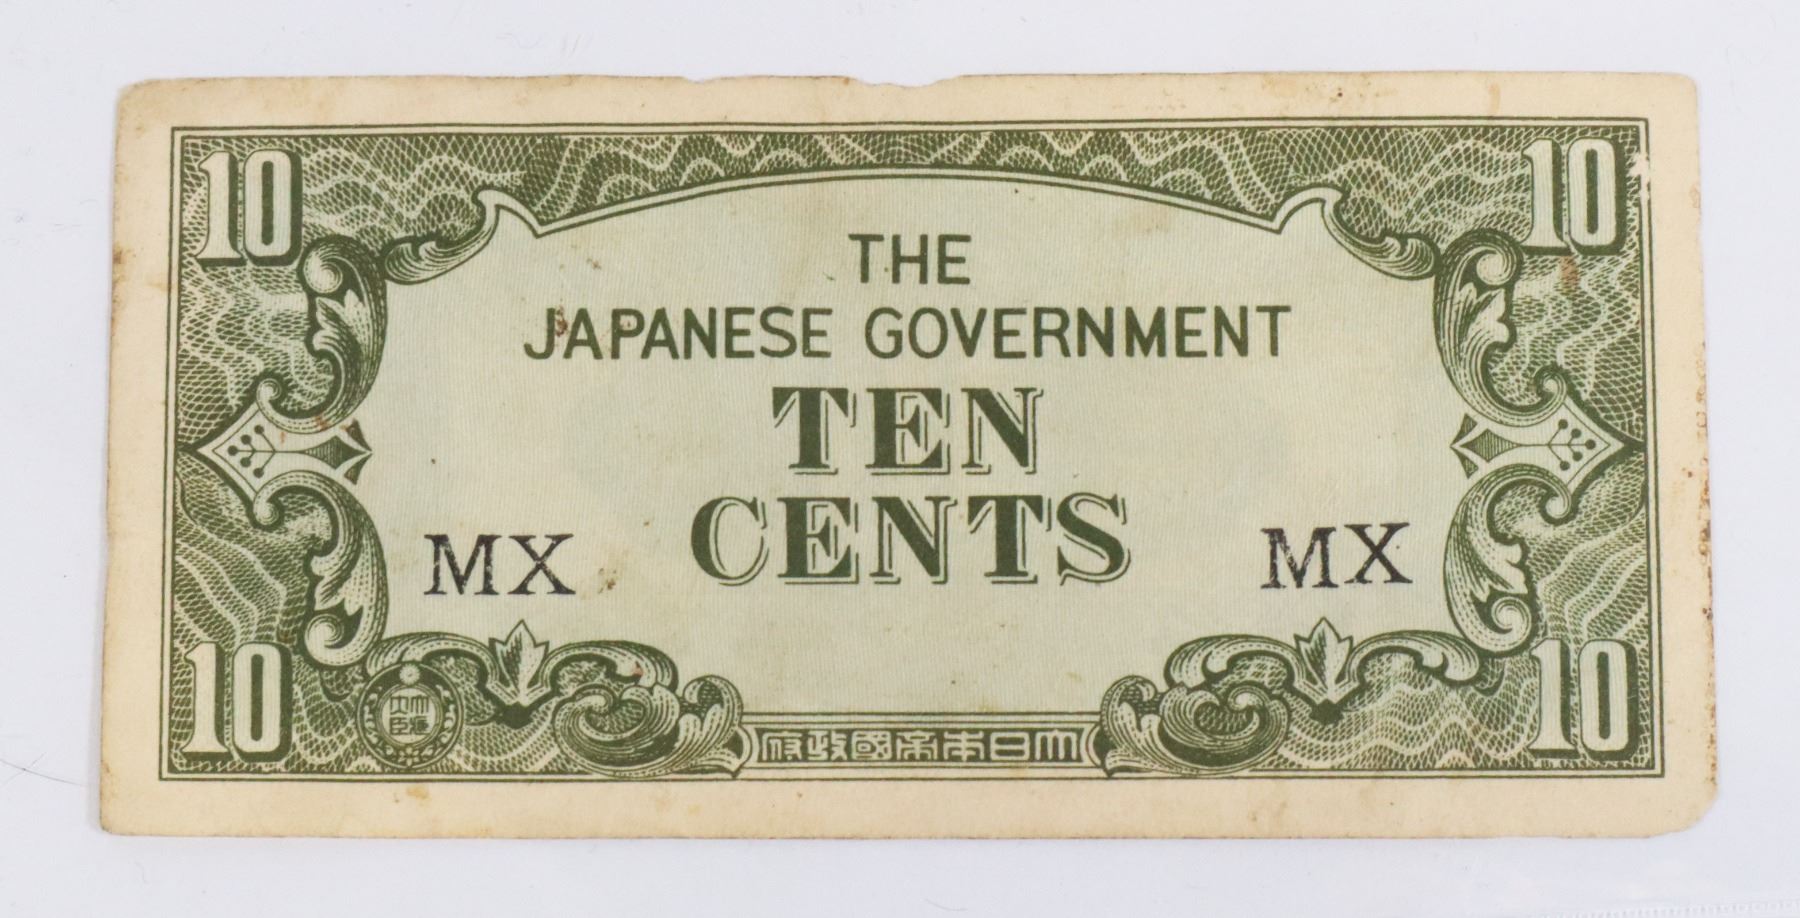 10 10
THE
JAPANESE GOVERNMENT
TEN
CENTS
MX MX
10 10
府政國帝本日大